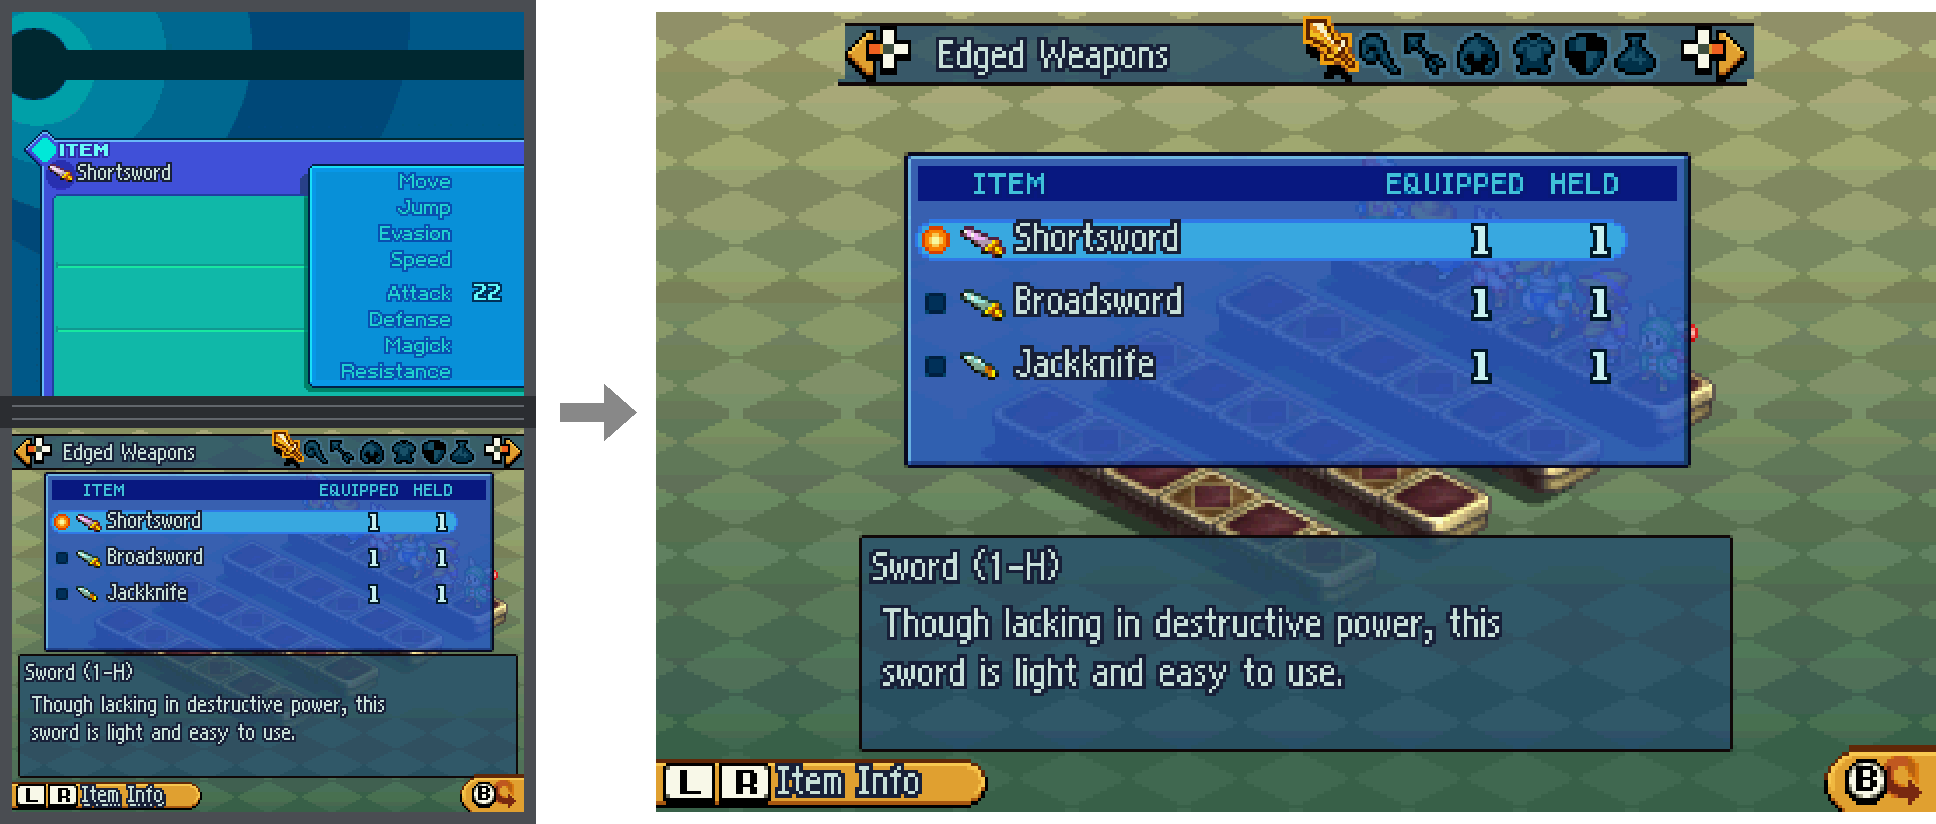 ITEM
Shortsword
Move
Jump
Evasion
Speed
Attack 22
Defense
Magick
Resistance
Edged Weapons
ITEM EQUIPPED HELD
Shortsword 1 1
Broadsword 1 1
Jackknife 1 1
Sword (1-H)
Though lacking in destructive power, this
sword is light and easy to use.
L R Item Info
B
Edged Weapons
ITEM EQUIPPED HELD
Shortsword 1 1
Broadsword 1 1
Jackknife 1 1
Sword (1-H)
Though lacking in destructive power, this
sword is light and easy to use.
L R Item Info
B